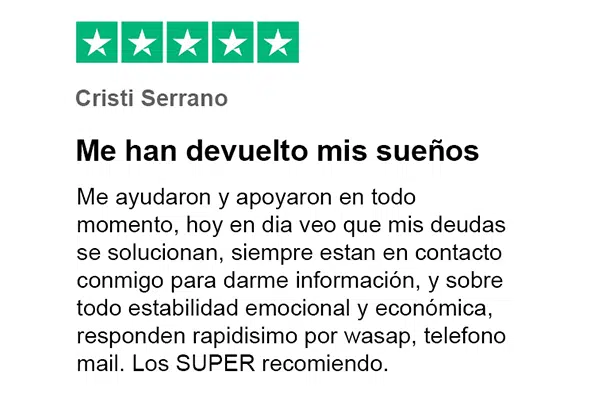 Cristi Serrano
Me han devuelto mis sueños
Me ayudaron y apoyaron en todo
momento, hoy en dia veo que mis deudas
se solucionan, siempre estan en contacto
conmigo para darme información, y sobre
todo estabilidad emocional y económica,
responden rapidisimo por wasap, telefono
mail. Los SUPER recomiendo.